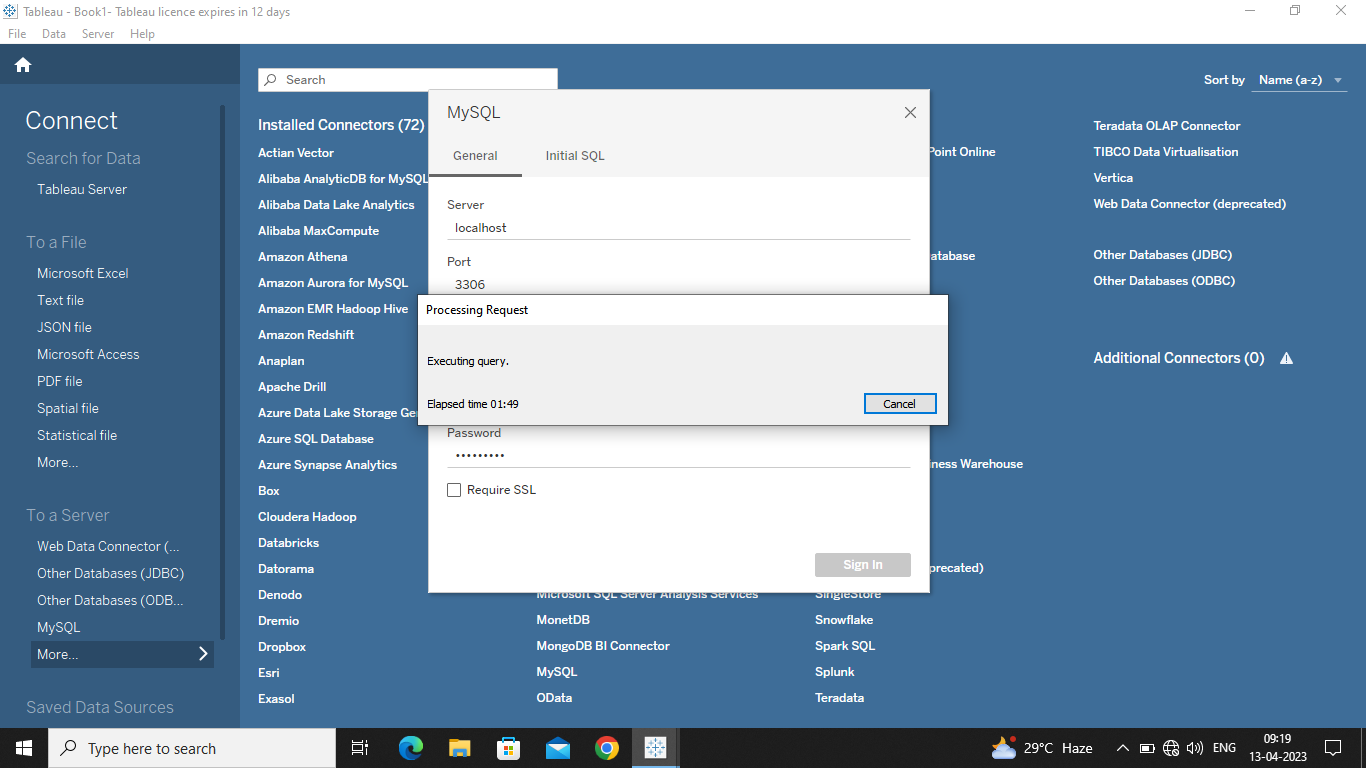 Tableau - Book1- Tableau licence expires in 12 days
File Data Server Help
Connect
Search for Data
Tableau Server
To a File
Microsoft Excel
Text file
JSON file
Microsoft Access
PDF file
Spatial file
Statistical file
More...
To a Server
Web Data Connector (...
Other Databases (JDBC)
Other Databases (ODB...
MySQL
More...
Saved Data Sources
Search
Sort by Name (a-z)
Installed Connectors (72)
Actian Vector
Alibaba AnalyticDB for MySQL
Alibaba Data Lake Analytics
Alibaba MaxCompute
Amazon Athena
Amazon Aurora for MySQL
Amazon EMR Hadoop Hive
Amazon Redshift
Anaplan
Apache Drill
Azure Data Lake Storage Ge
Azure SQL Database
Azure Synapse Analytics
Box
Cloudera Hadoop
Databricks
Datorama
Denodo
Dremio
Dropbox
Esri
Exasol
MySQL
General Initial SQL
Server
localhost
Port
3306
Processing Request
Executing query.
Elapsed time 01:49
Cancel
Password
Require SSL
Sign In
Microsoft SQL Server Analysis Services
MonetDB
MongoDB BI Connector
MySQL
OData
Point Online
atabase
iness Warehouse
precated)
SingleStore
Snowflake
Spark SQL
Splunk
Teradata
Teradata OLAP Connector
TIBCO Data Virtualisation
Vertica
Web Data Connector (deprecated)
Other Databases (JDBC)
Other Databases (ODBC)
Additional Connectors (0)
Type here to search
29°C Haze
ENG
09:19
13-04-2023